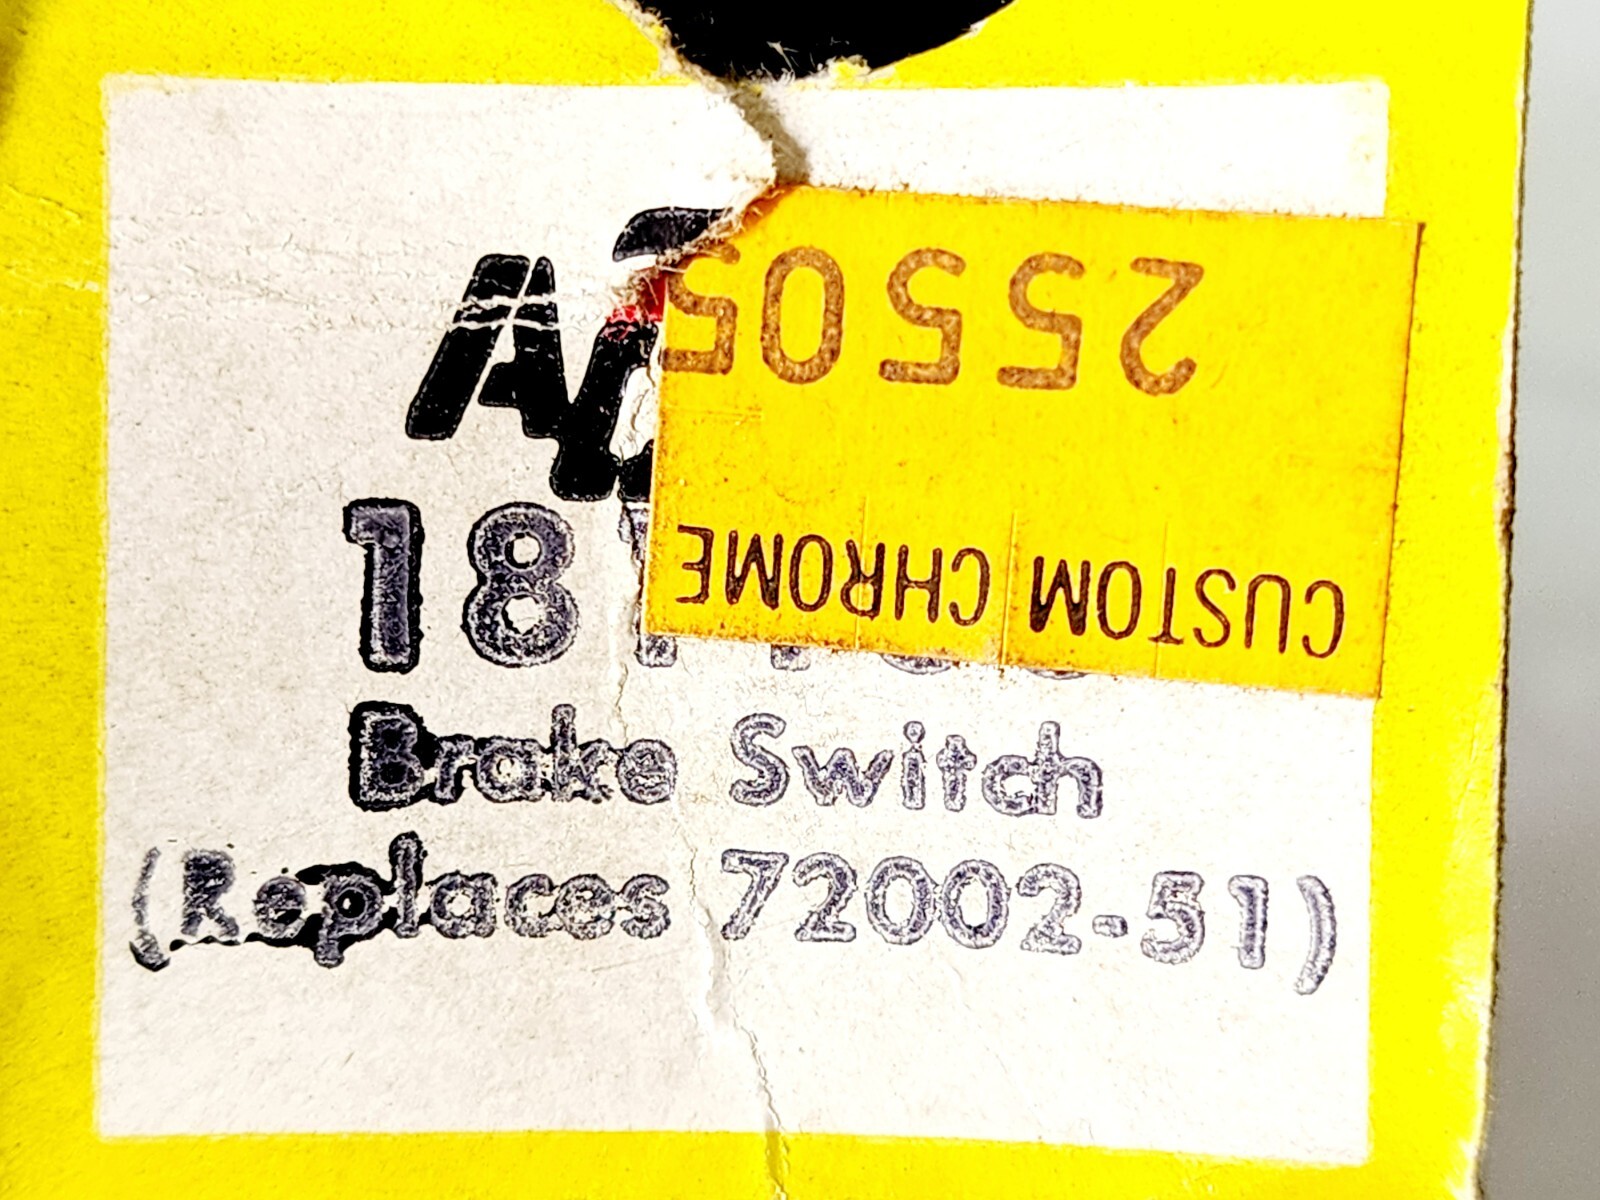 25505
CUSTOM CHROME
18
Brake Switch
(Replaces 72002-51)